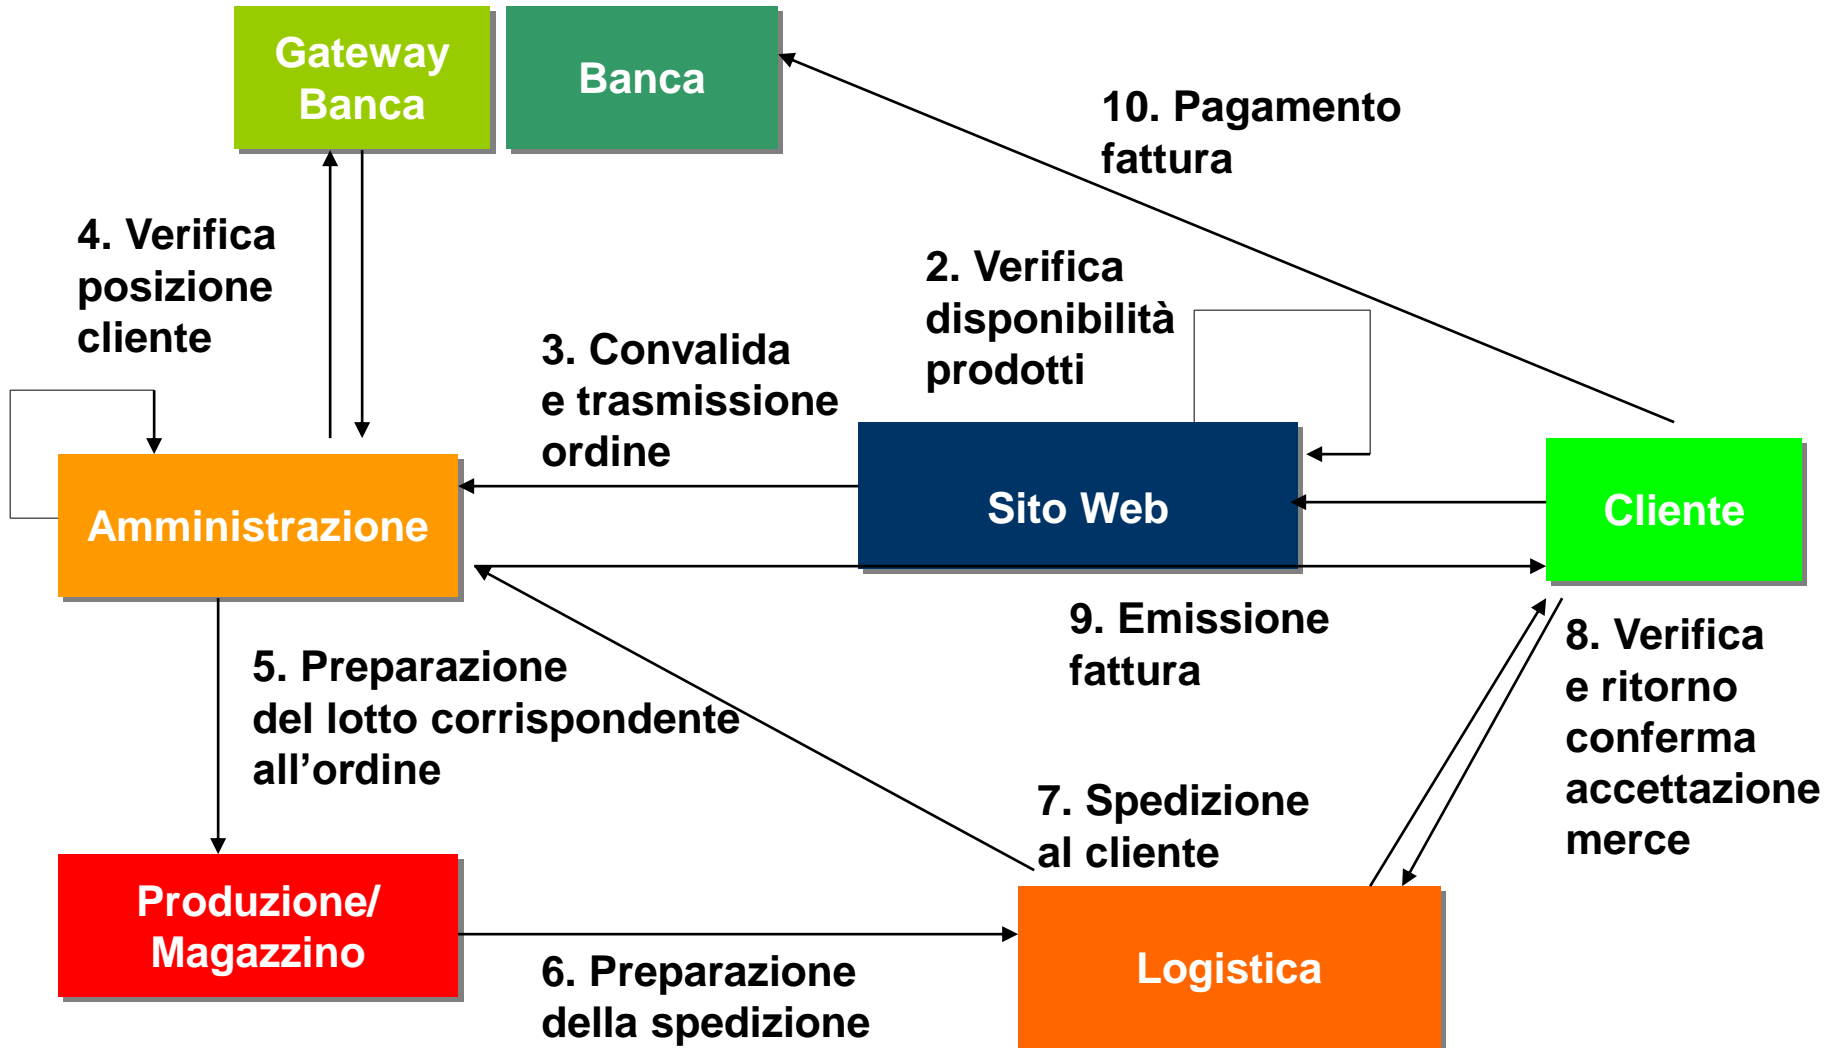 Gateway
Banca
Banca
10. Pagamento
fattura
4. Verifica
posizione
cliente
2. Verifica
disponibilità
prodotti
3. Convalida
e trasmissione
ordine
Amministrazione
Sito Web
Cliente
9. Emissione
fattura
8. Verifica
e ritorno
conferma
accettazione
merce
5. Preparazione
del lotto corrispondente
all’ordine
7. Spedizione
al cliente
Produzione/
Magazzino
6. Preparazione
della spedizione
Logistica